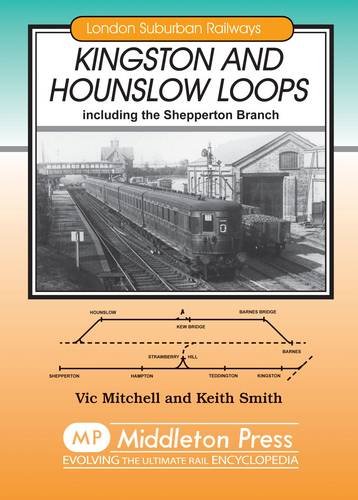 London Suburban Railways
KINGSTON AND
HOUNSLOW LOOPS
including the Shepperton Branch
HOUNSLOW
BARNES BRIDGE
KEW BRIDGE
STRAWBERRY HILL
BARNES
SHEPPERTON HAMPTON TEDDINGTON KINGSTON
Vic Mitchell and Keith Smith
MP Middleton Press
EVOLVING THE ULTIMATE RAIL ENCYCLOPEDIA